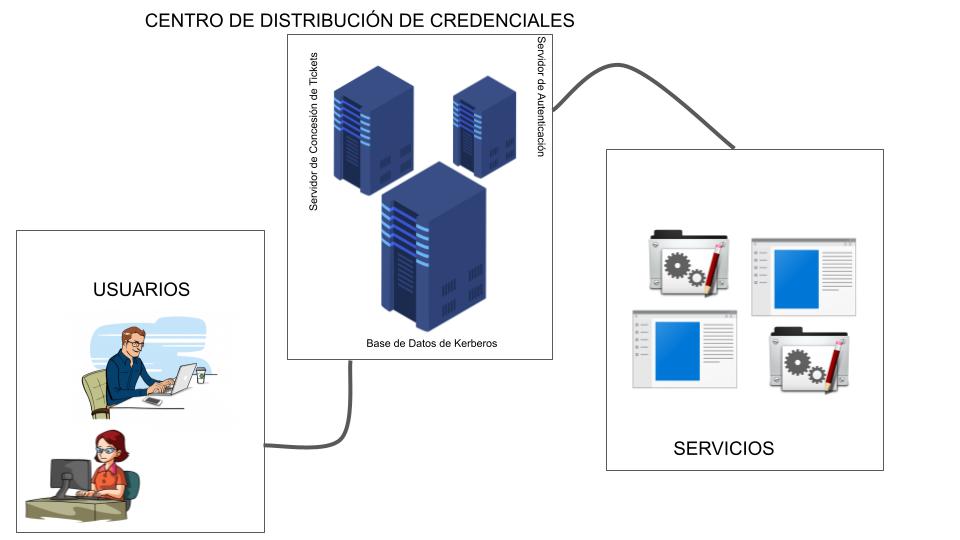 CENTRO DE DISTRIBUCIÓN DE CREDENCIALES
Servidor de Concesión de Tickets
Servidor de Autenticación
Base de Datos de Kerberos
USUARIOS
SERVICIOS